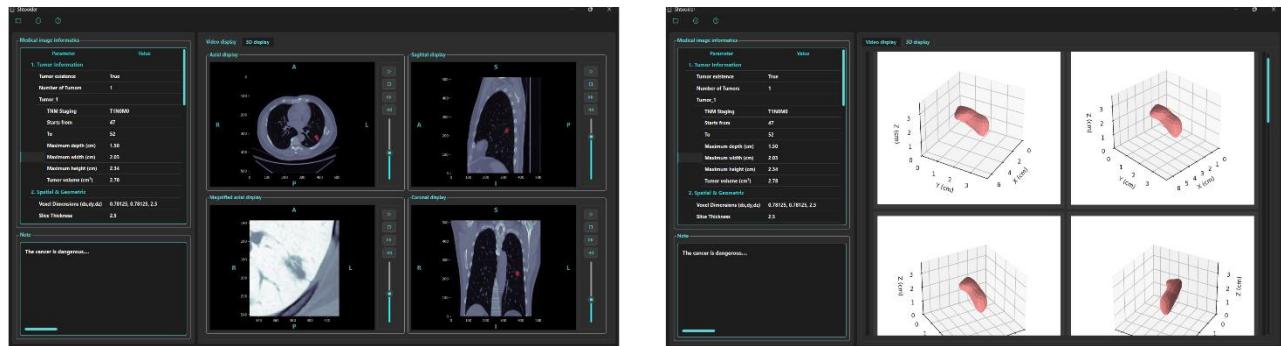 Medical image informatics
Parameter Value
1. Tumor Information
Tumor existence True
Number of Tumors 1
Tumor_1
TNM Staging T1N0M0
Starts from 47
To 52
Maximum depth (cm) 1.50
Maximum width (cm) 2.03
Maximum height (cm) 2.34
Tumor volume (cm³) 2.78
2. Spatial & Geometric
Voxel Dimensions (dx,dy,dz) 0.78125, 0.78125, 2.5
Slice Thickness 2.5
Note
The cancer is dangerous...
Video display 3D display
Axial display
A
R L
P
Sagittal display
S
A P
I
Magnified axial display
A
R L
P
Coronal display
S
R L
I
Medical image informatics
Parameter Value
1. Tumor Information
Tumor existence True
Number of Tumors 1
Tumor_1
TNM Staging T1N0M0
Starts from 47
To 52
Maximum depth (cm) 1.50
Maximum width (cm) 2.03
Maximum height (cm) 2.34
Tumor volume (cm³) 2.78
2. Spatial & Geometric
Voxel Dimensions (dx,dy,dz) 0.78125, 0.78125, 2.5
Slice Thickness 2.5
Note
The cancer is dangerous...
Video display 3D display
Z (cm)
Y (cm)
X (cm)
Z (cm)
Y (cm)
X (cm)
Z (cm)
Z (cm)